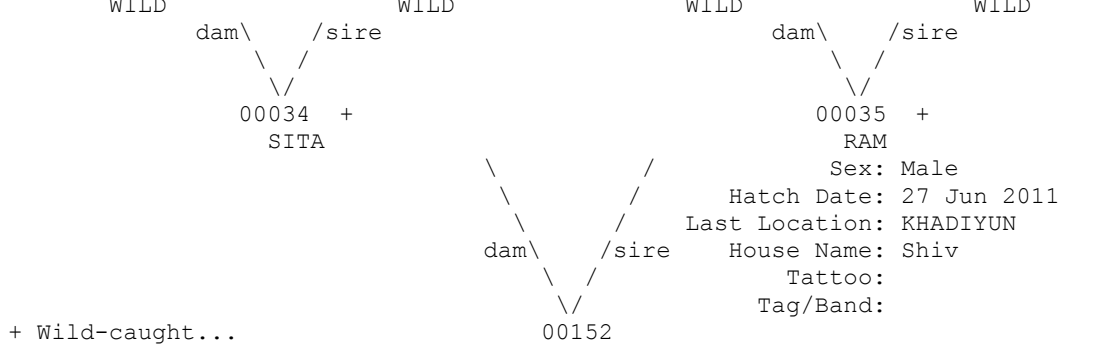 WILD WILD WILD WILD
dam\ /sire dam\ /sire
\ / \ /
\/ \/
00034 + 00035 +
SITA RAM
\ / Sex: Male
\ / Hatch Date: 27 Jun 2011
\ / Last Location: KHADIYUN
dam\ /sire House Name: Shiv
\ / Tattoo:
\/ Tag/Band:
+ Wild-caught... 00152